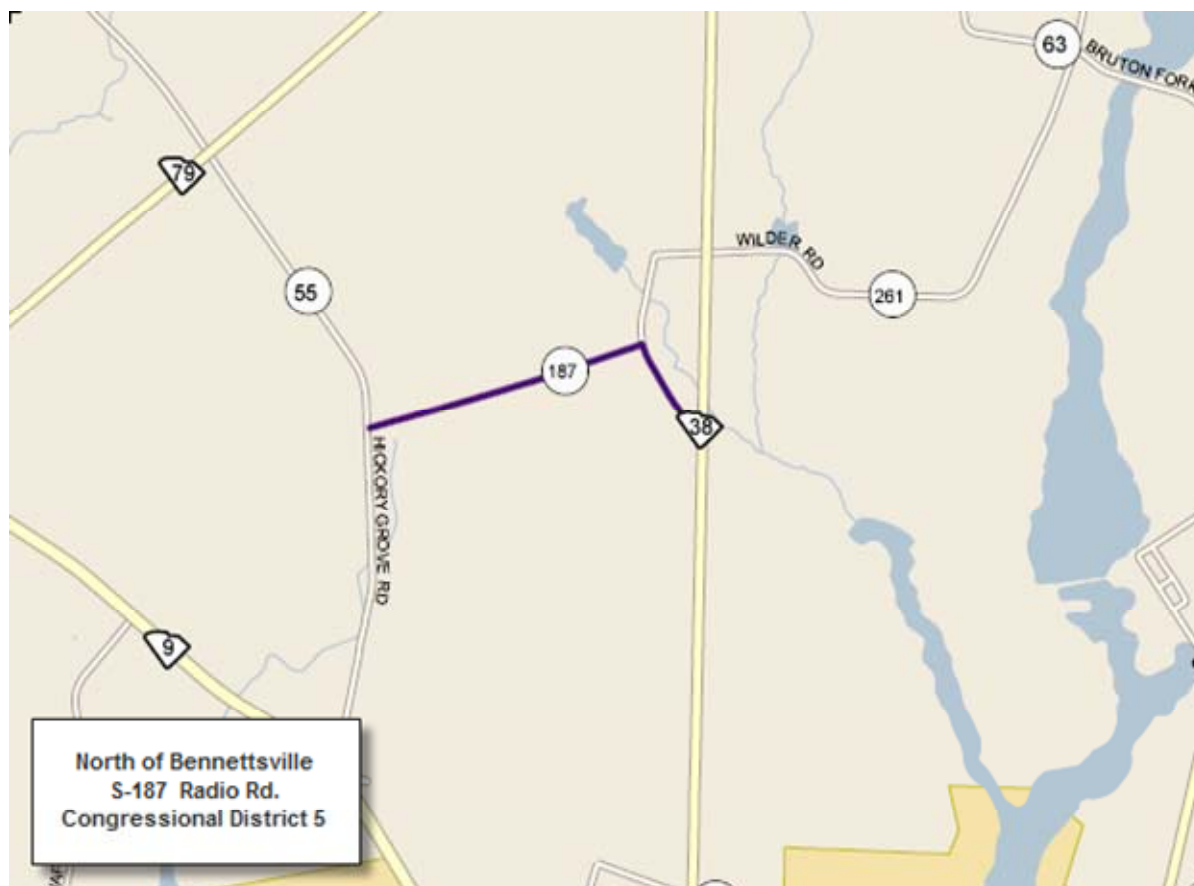 63
BRUTON FORK
79
WILDER RD
55
261
187
38
HICKORY GROVE RD
9
North of Bennettsville
S-187 Radio Rd.
Congressional District 5